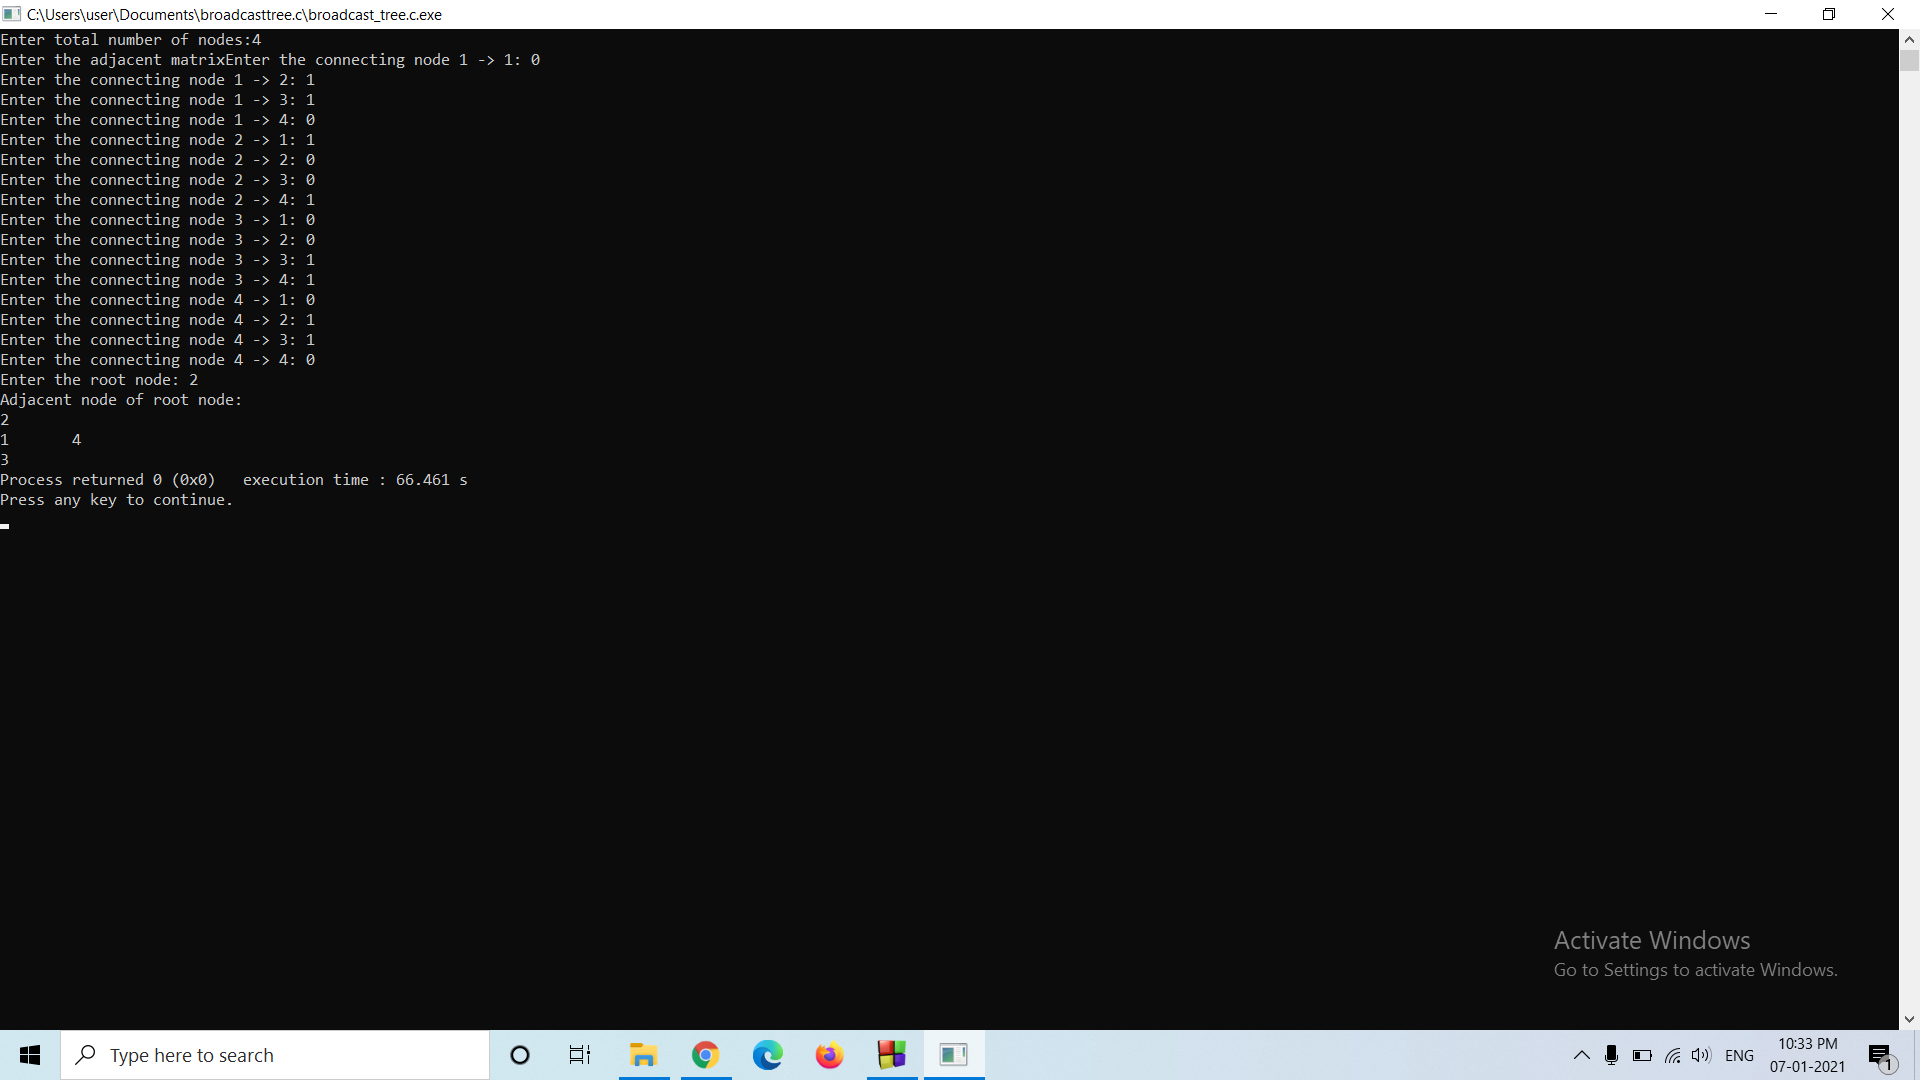 C:\Users\user\Documents\broadcasttree.c\broadcast_tree.c.exe
Enter total number of nodes:4
Enter the adjacent matrixEnter the connecting node 1 -> 1: 0
Enter the connecting node 1 -> 2: 1
Enter the connecting node 1 -> 3: 1
Enter the connecting node 1 -> 4: 0
Enter the connecting node 2 -> 1: 1
Enter the connecting node 2 -> 2: 0
Enter the connecting node 2 -> 3: 0
Enter the connecting node 2 -> 4: 1
Enter the connecting node 3 -> 1: 0
Enter the connecting node 3 -> 2: 0
Enter the connecting node 3 -> 3: 1
Enter the connecting node 3 -> 4: 1
Enter the connecting node 4 -> 1: 0
Enter the connecting node 4 -> 2: 1
Enter the connecting node 4 -> 3: 1
Enter the connecting node 4 -> 4: 0
Enter the root node: 2
Adjacent node of root node:
2
1       4
3
Process returned 0 (0x0)   execution time : 66.461 s
Press any key to continue.
Activate Windows
Go to Settings to activate Windows.
Type here to search
ENG
10:33 PM
07-01-2021
1